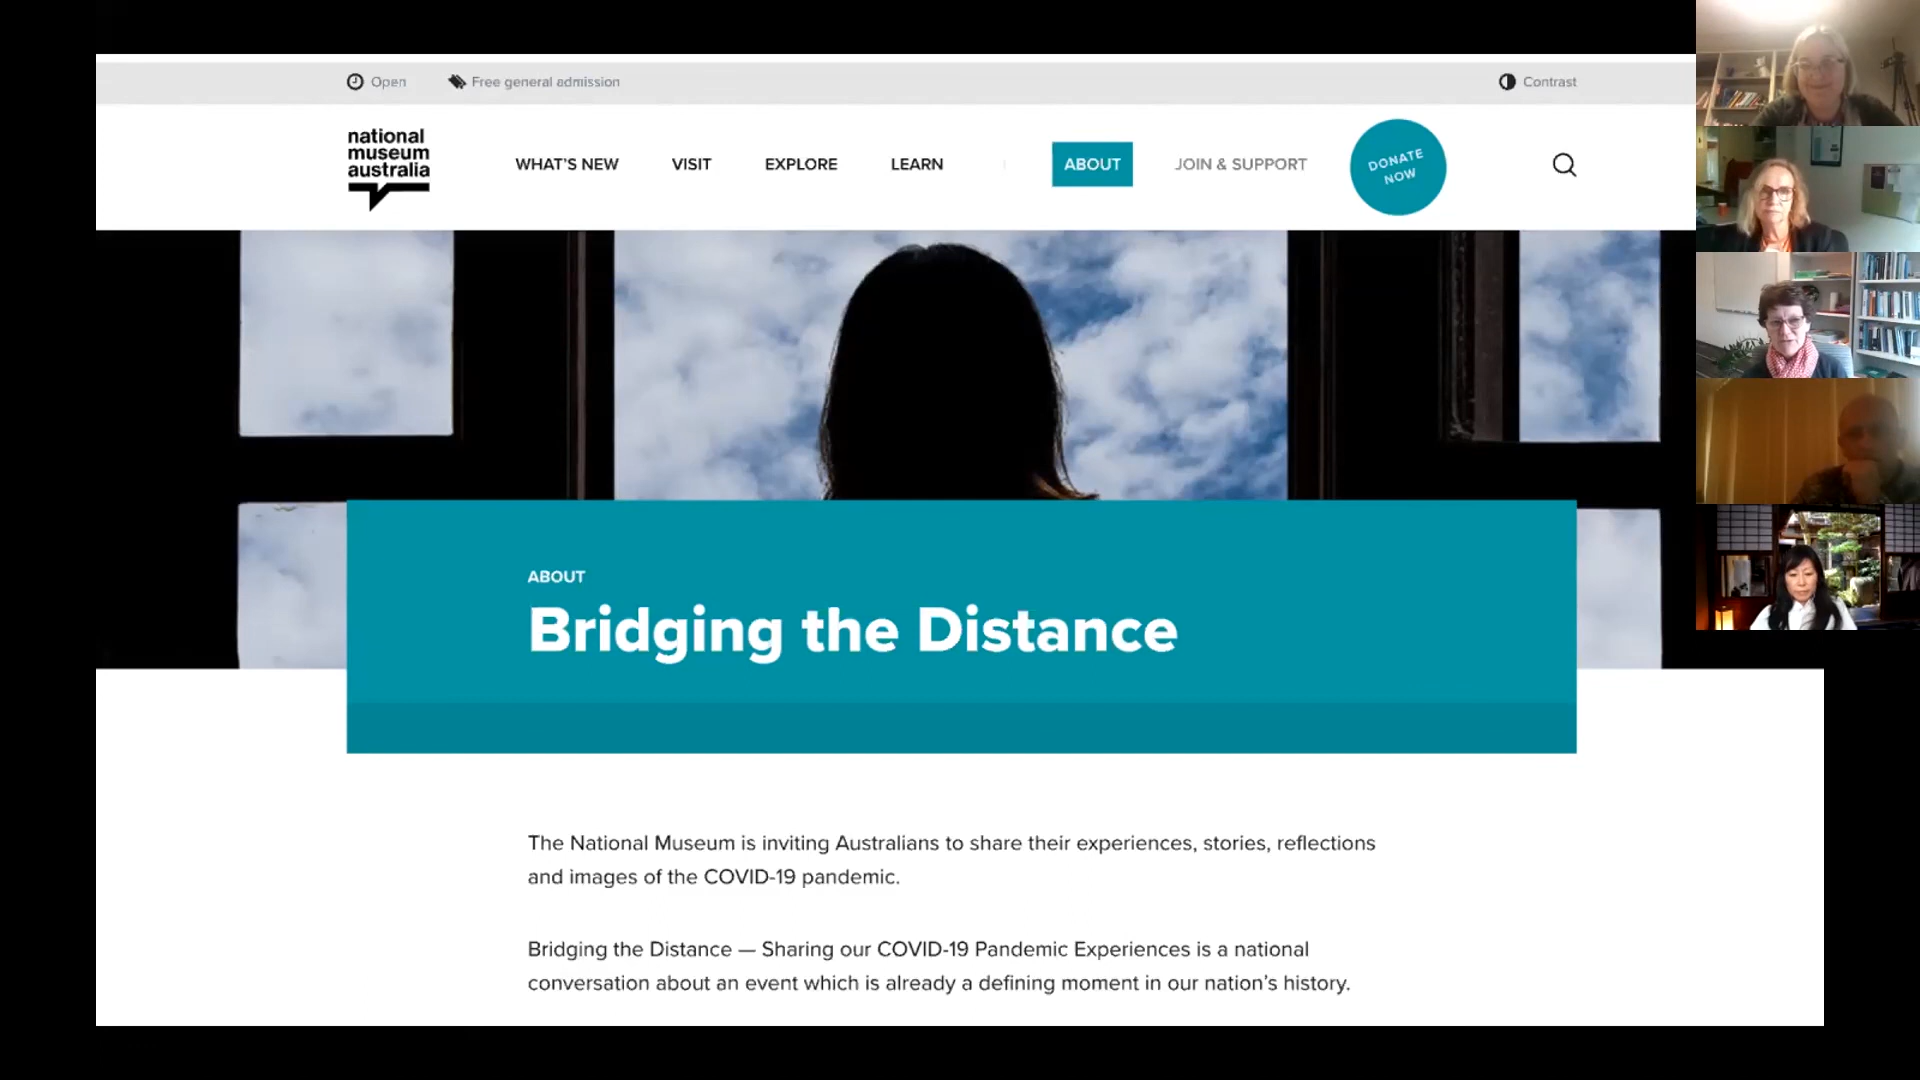 Open
Free general admission
Contrast
national
museum
australia
WHAT'S NEW
VISIT
EXPLORE
LEARN
ABOUT
JOIN & SUPPORT
DONATE
NOW
ABOUT
Bridging the Distance
The National Museum is inviting Australians to share their experiences, stories, reflections
and images of the COVID-19 pandemic.
Bridging the Distance — Sharing our COVID-19 Pandemic Experiences is a national
conversation about an event which is already a defining moment in our nation's history.